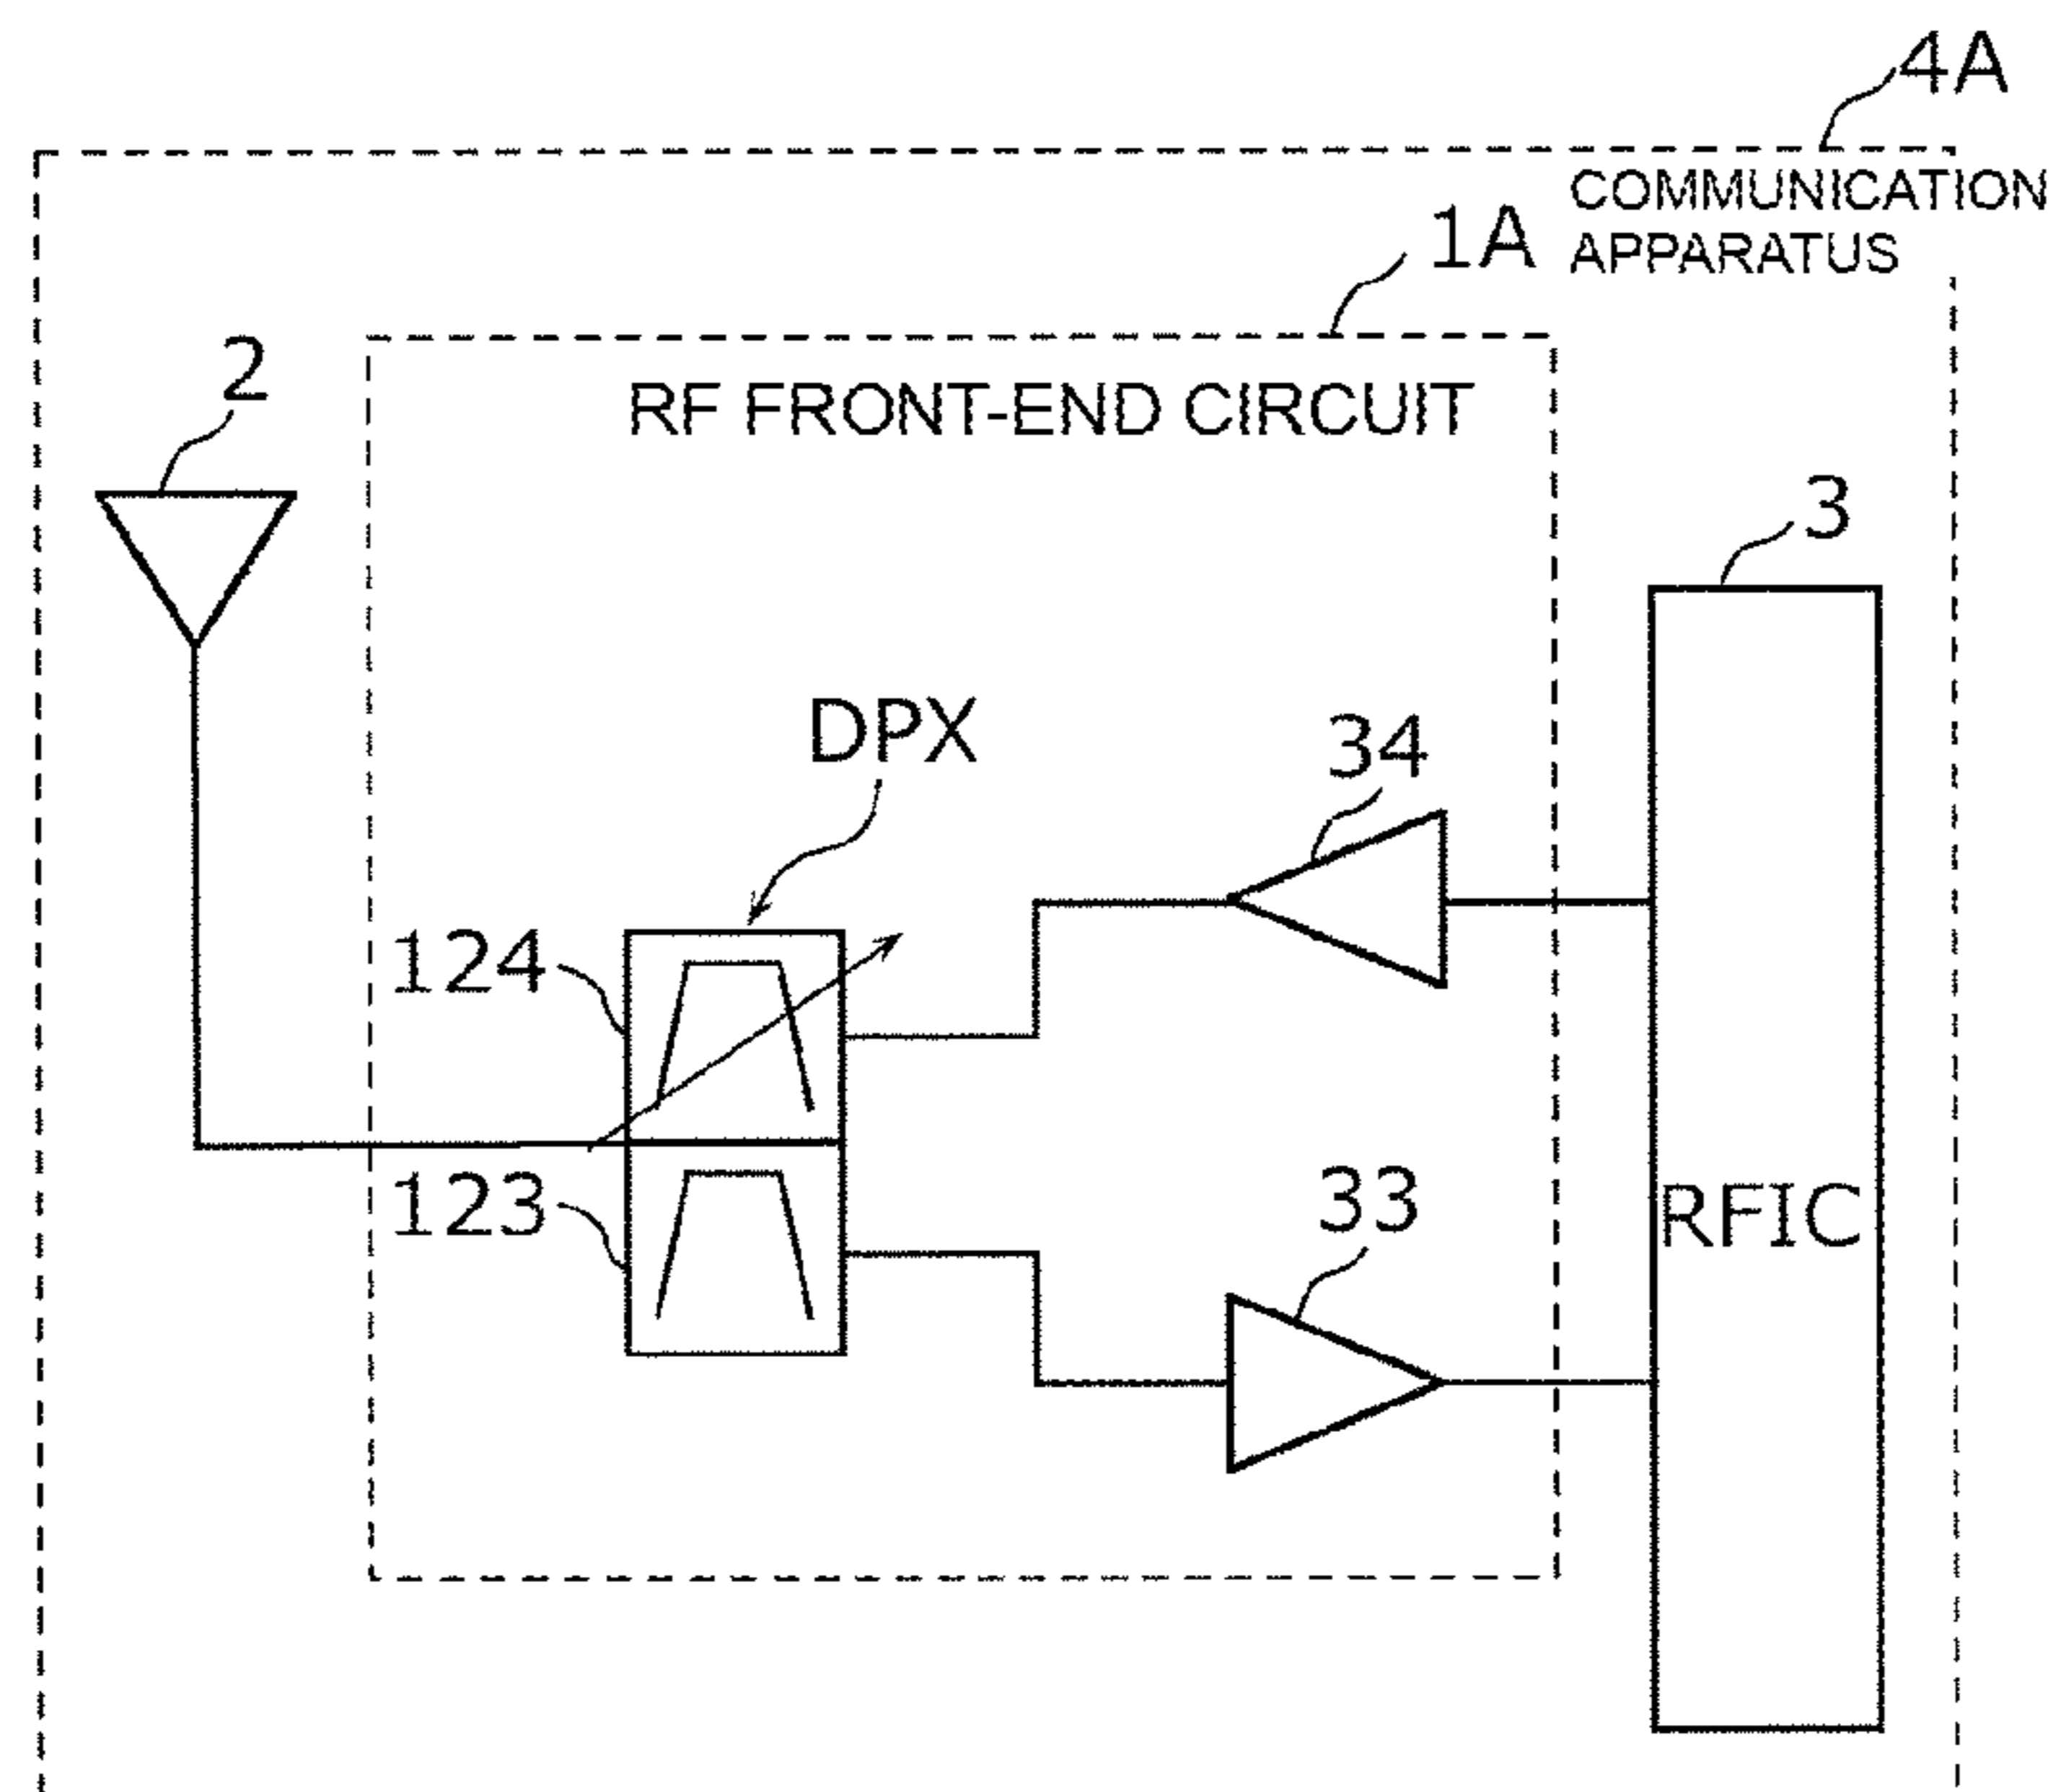 4A
COMMUNICATION
APPARATUS
1A
RF FRONT-END CIRCUIT
2
3
DPX
34
124
123
33
RFIC